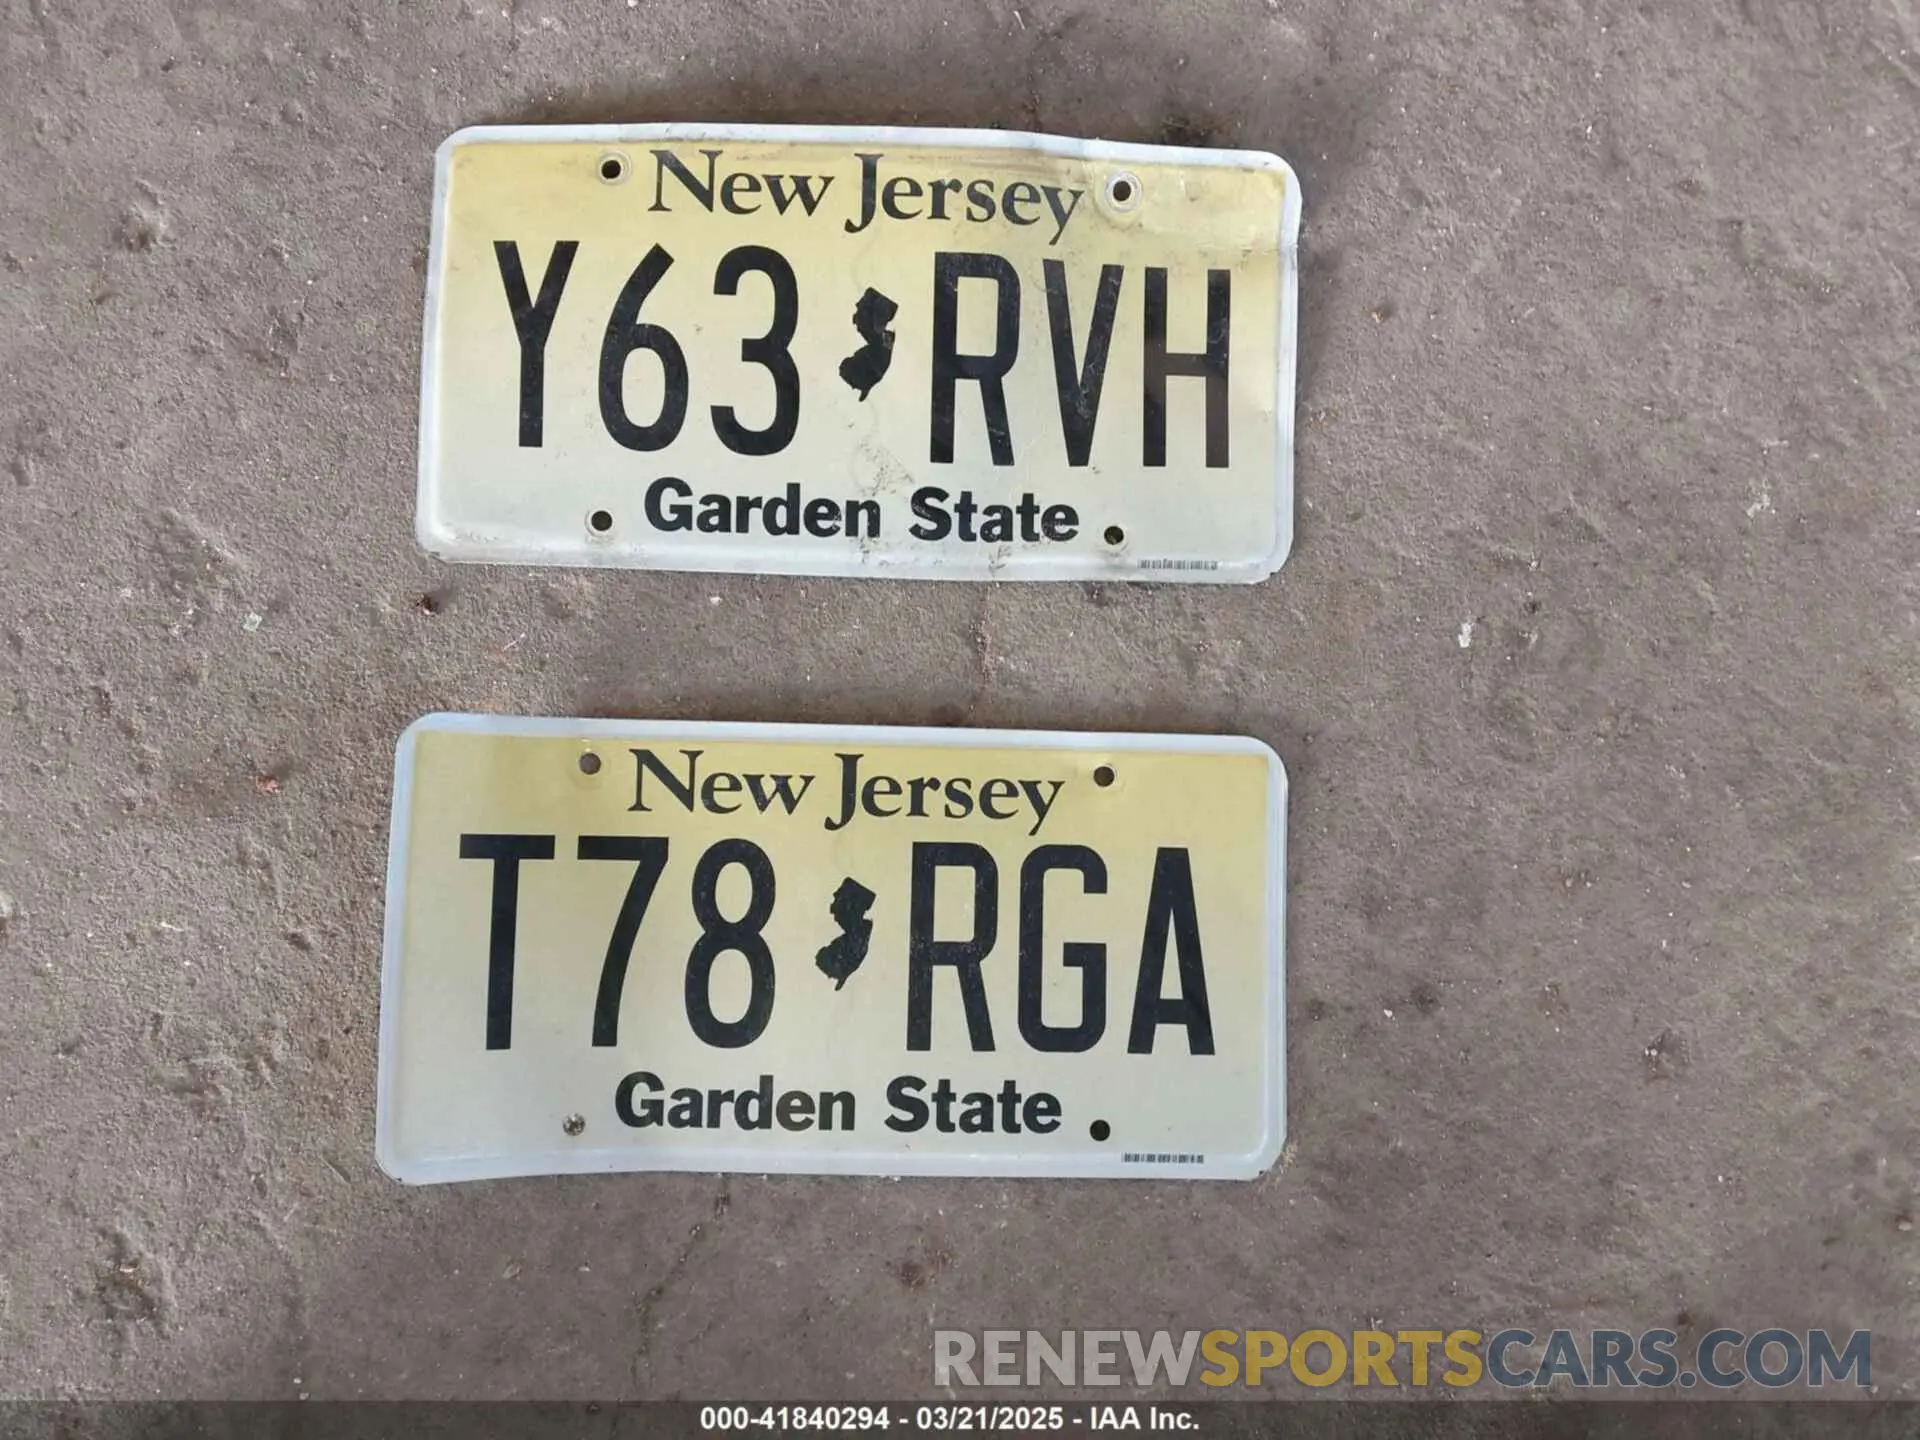 New Jersey
Y63 RVH
Garden State
New Jersey
T78 RGA
Garden State
RENEWSPORTSCARS.COM
000-41840294 - 03/21/2025 - IAA Inc.